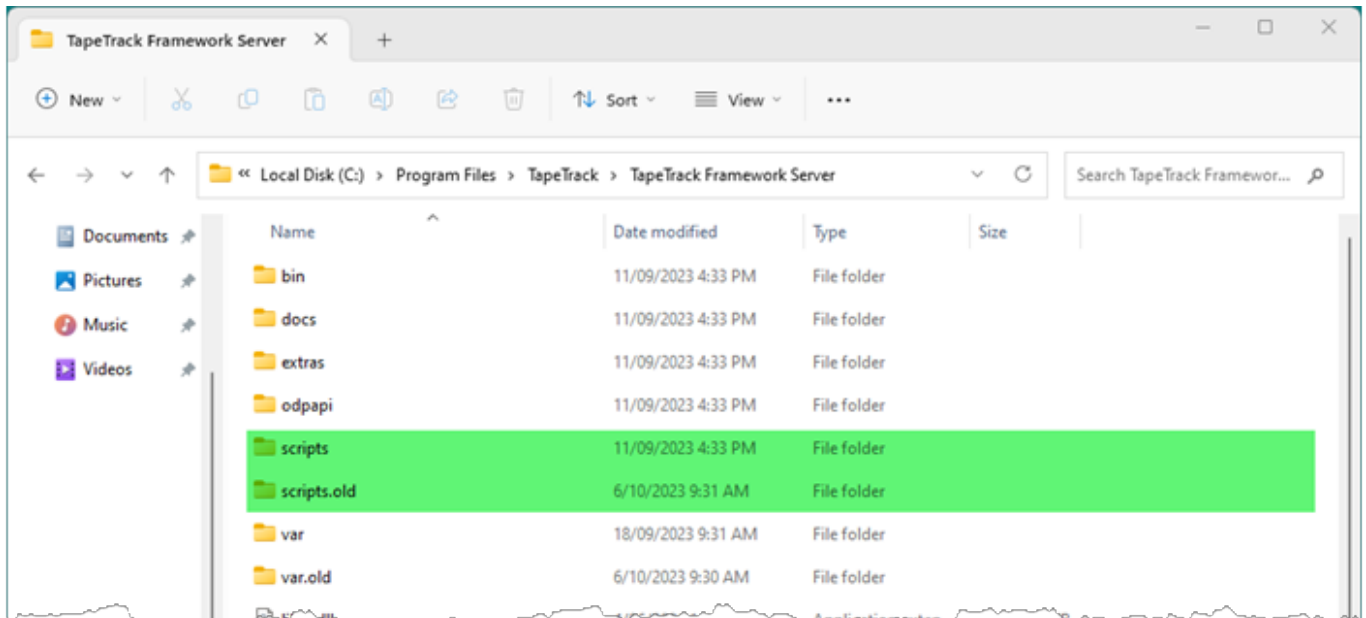 TapeTrack Framework Server
New
Sort
View
« Local Disk (C:) > Program Files > TapeTrack > TapeTrack Framework Server
Search TapeTrack Framewor...
Documents
Pictures
Music
Videos
Name Date modified Type Size
bin 11/09/2023 4:33 PM File folder
docs 11/09/2023 4:33 PM File folder
extras 11/09/2023 4:33 PM File folder
odpapi 11/09/2023 4:33 PM File folder
scripts 11/09/2023 4:33 PM File folder
scripts.old 6/10/2023 9:31 AM File folder
var 18/09/2023 9:31 AM File folder
var.old 6/10/2023 9:30 AM File folder